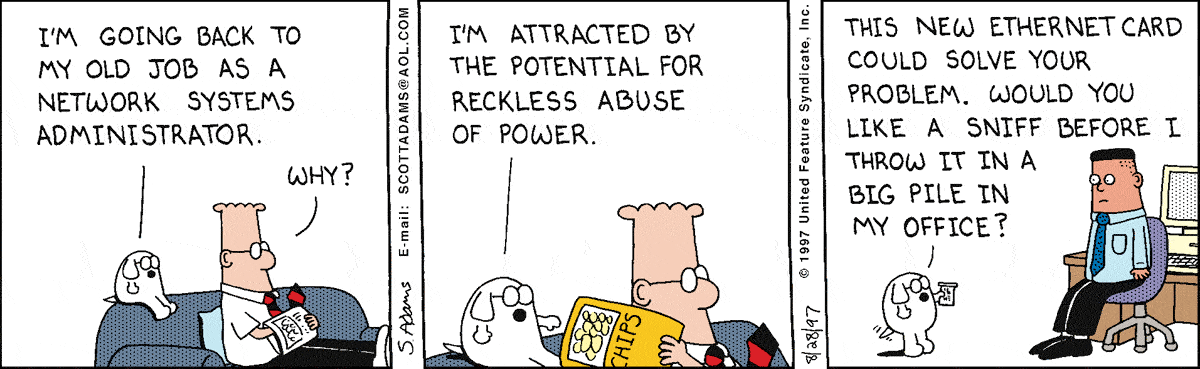 I'M GOING BACK TO
MY OLD JOB AS A
NETWORK SYSTEMS
ADMINISTRATOR.
WHY?
S. Adams
E-mail: SCOTTADAMS@AOL.COM
I'M ATTRACTED BY
THE POTENTIAL FOR
RECKLESS ABUSE
OF POWER.
CHIPS
8/28/97
© 1997 United Feature Syndicate, Inc.
THIS NEW ETHERNET CARD
COULD SOLVE YOUR
PROBLEM. WOULD YOU
LIKE A SNIFF BEFORE I
THROW IT IN A
BIG PILE IN
MY OFFICE?